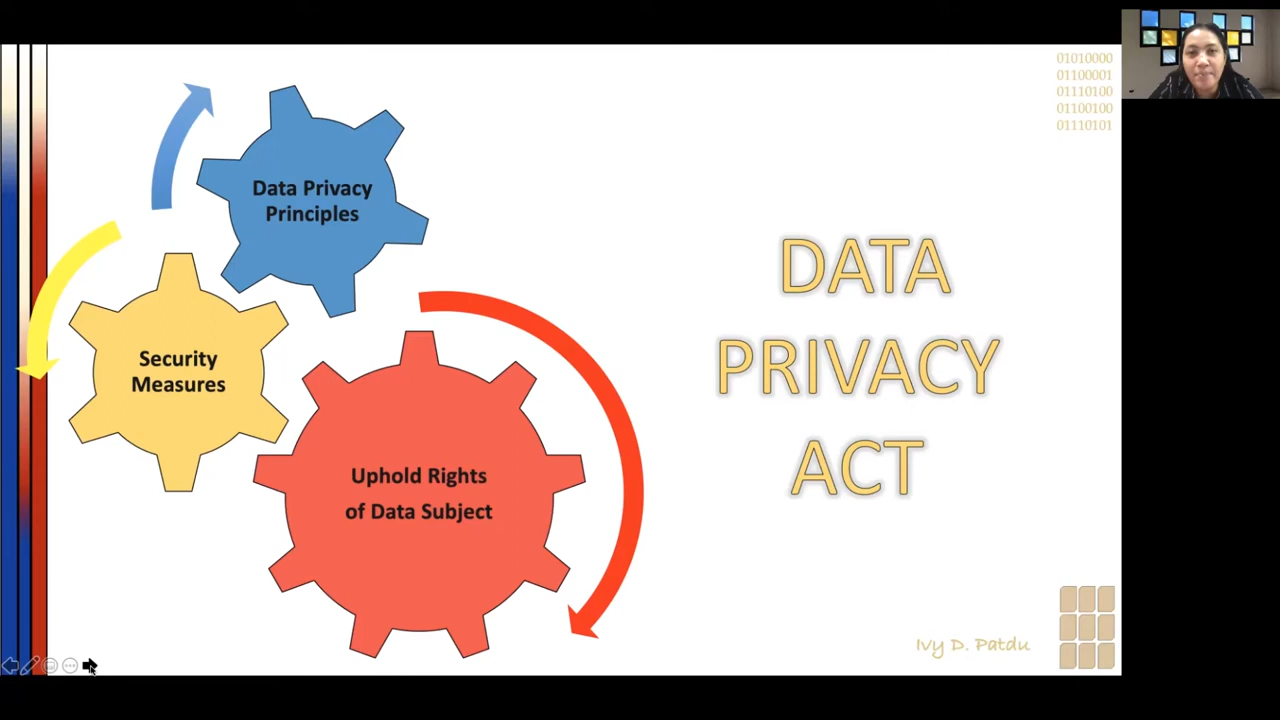 01010000
01100001
01110100
01100100
01110101
Data Privacy
Principles
Security
Measures
Uphold Rights
of Data Subject
DATA
PRIVACY
ACT
Ivy D. Patdu